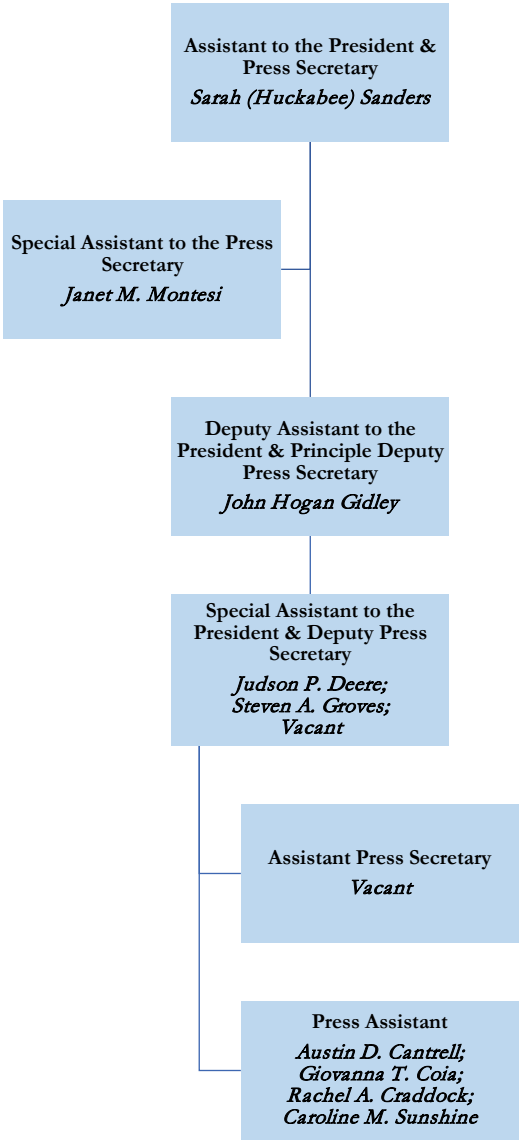 Assistant to the President &
Press Secretary
Sarah (Huckabee) Sanders
Special Assistant to the Press
Secretary
Janet M. Montesi
Deputy Assistant to the
President & Principle Deputy
Press Secretary
John Hogan Gidley
Special Assistant to the
President & Deputy Press
Secretary
Judson P. Deere;
Steven A. Groves;
Vacant
Assistant Press Secretary
Vacant
Press Assistant
Austin D. Cantrell;
Giovanna T. Coia;
Rachel A. Craddock;
Caroline M. Sunshine